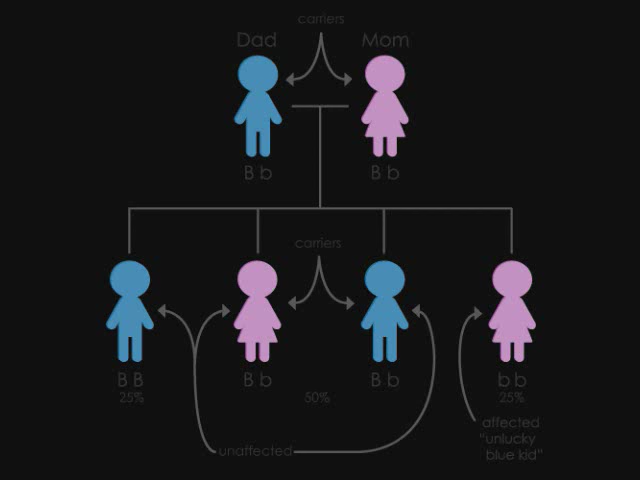 carriers
Dad
Mom
B b
B b
carriers
B B
B b
B b
b b
25%
50%
25%
unaffected
affected
"unlucky
blue kid"